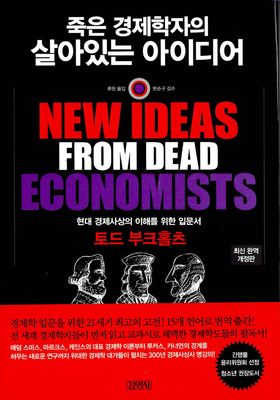 죽은 경제학자의
살아있는 아이디어
류현 옮김
한순구 감수
NEW IDEAS
FROM DEAD
ECONOMISTS
현대 경제사상의 이해를 위한 입문서
토드 부크홀츠
최신 완역
개정판
경제학 입문을 위한 21세기 최고의 고전! 15개 언어로 번역 출간!
전 세계 경제학자들이 먼저 읽고 교과서로 채택한 경제학도들의 필독서!
애덤 스미스, 마르크스, 케인스의 대표 경제학 이론부터 루커스, 카너먼의 경계를
허무는 새로운 연구까지 위대한 경제학 대가들이 펼치는 300년 경제사상사 명강의!
간행물
윤리위원회 선정
청소년 권장도서
김영사